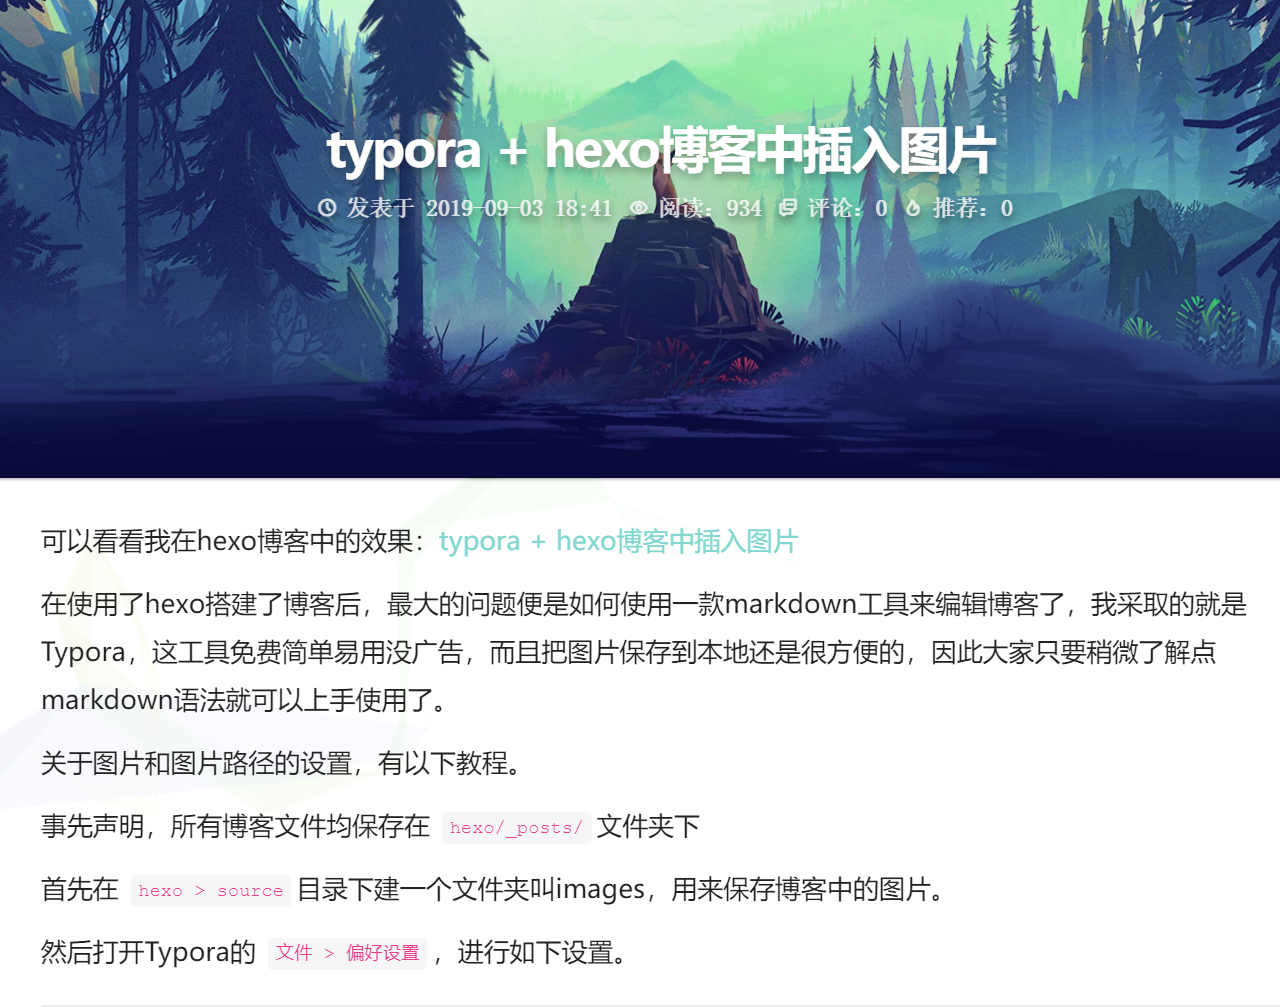 typora + hexo博客中插入图片
发表于 2019-09-03 18:41 阅读：934 评论：0 推荐：0
可以看看我在hexo博客中的效果：typora + hexo博客中插入图片
在使用了hexo搭建了博客后，最大的问题便是如何使用一款markdown工具来编辑博客了，我采取的就是
Typora，这工具免费简单易用没广告，而且把图片保存到本地还是很方便的，因此大家只要稍微了解点
markdown语法就可以上手使用了。
关于图片和图片路径的设置，有以下教程。
事先声明，所有博客文件均保存在 hexo/_posts/ 文件夹下
首先在 hexo > source 目录下建一个文件夹叫images，用来保存博客中的图片。
然后打开Typora的 文件 > 偏好设置 ，进行如下设置。